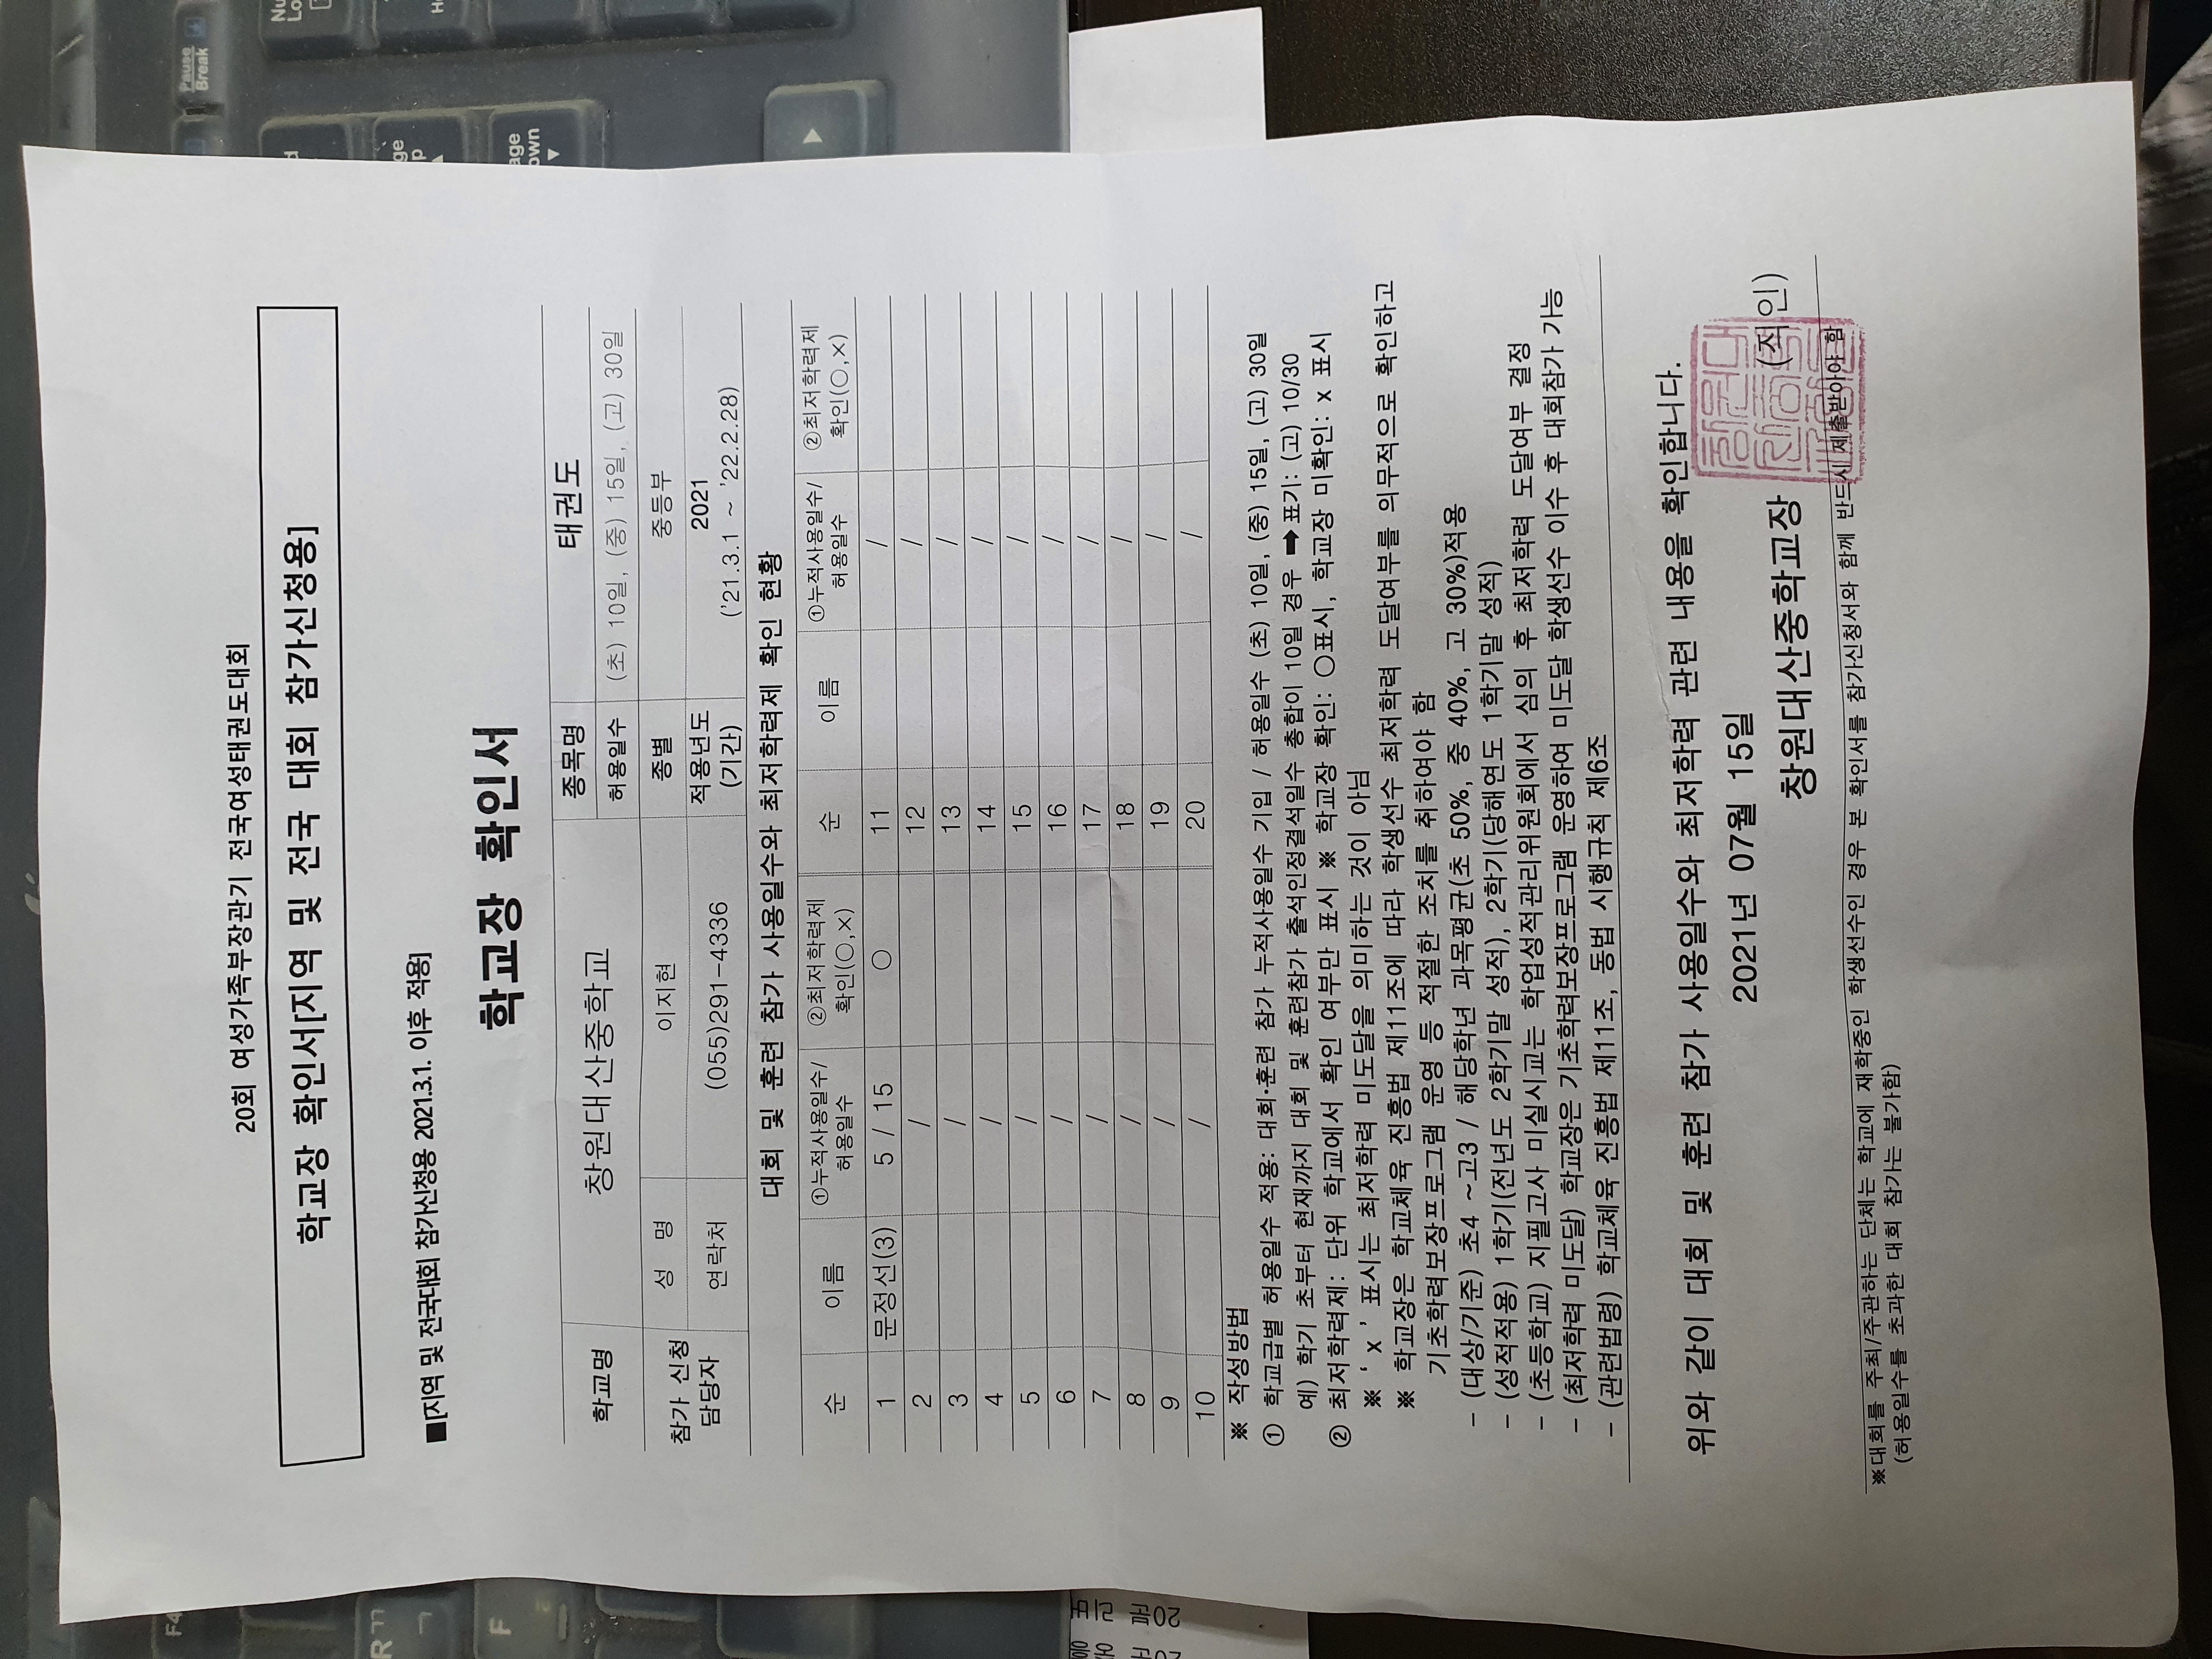 20회 여성가족부장관기 전국여성태권도대회
학교장 확인서[지역 및 전국 대회 참가신청용]
■[지역 및 전국대회 참가신청용 2021.3.1. 이후 적용]
학교장 확인서
학교명 창원대산중학교 종목명 태권도
허용일수 (초) 10일, (중) 15일, (고) 30일
참가 신청 담당자 성 명 이지현 종별 중등부
연락처 (055)291-4336 적용년도 (기간) 2021
('21.3.1 ~ '22.2.28)
대회 및 훈련 참가 사용일수와 최저학력제 확인 현황
순 이름 ①누적사용일수/허용일수 ②최저학력제 확인(○,×) 순 이름 ①누적사용일수/허용일수 ②최저학력제 확인(○,×)
1 문정선(3) 5 / 15 ○ 11 /
2 / 12 /
3 / 13 /
4 / 14 /
5 / 15 /
6 / 16 /
7 / 17 /
8 / 18 /
9 / 19 /
10 / 20 /
※ 작성방법
① 학교급별 허용일수 적용: 대회·훈련 참가 누적사용일수 기입 / 허용일수 (초) 10일, (중) 15일, (고) 30일
예) 학기 초부터 현재까지 대회 및 훈련참가 출석인정결석일수 총합이 10일 경우 ➡표기: (고) 10/30
② 최저학력제: 단위 학교에서 확인 여부만 표시 ※ 학교장 확인: ○표시, 학교장 미확인: x 표시
※ ' x ' 표시는 최저학력 미도달을 의미하는 것이 아님
※ 학교장은 학교체육 진흥법 제11조에 따라 학생선수 최저학력 도달여부를 의무적으로 확인하고
기초학력보장프로그램 운영 등 적절한 조치를 취하여야 함
- (대상/기준) 초4 ~고3 / 해당학년 과목평균(초 50%, 중 40%, 고 30%)적용
- (성적적용) 1학기(전년도 2학기말 성적), 2학기(당해연도 1학기말 성적)
- (초등학교) 지필고사 미실시교는 학업성적관리위원회에서 심의 후 최저학력 도달여부 결정
- (최저학력 미도달) 학교장은 기초학력보장프로그램 운영하여 미도달 학생선수 이수 후 대회참가 가능
- (관련법령) 학교체육 진흥법 제11조, 동법 시행규칙 제6조
위와 같이 대회 및 훈련 참가 사용일수와 최저학력 관련 내용을 확인합니다.
2021년 07월 15일
창원대산중학교장 (직인)
※대회를 주최/주관하는 단체는 학교에 재학중인 학생선수인 경우 본 확인서를 참가신청서와 함께 반드시 제출받아야 함
(허용일수를 초과한 대회 참가는 불가함)
Pause
Break
F
R